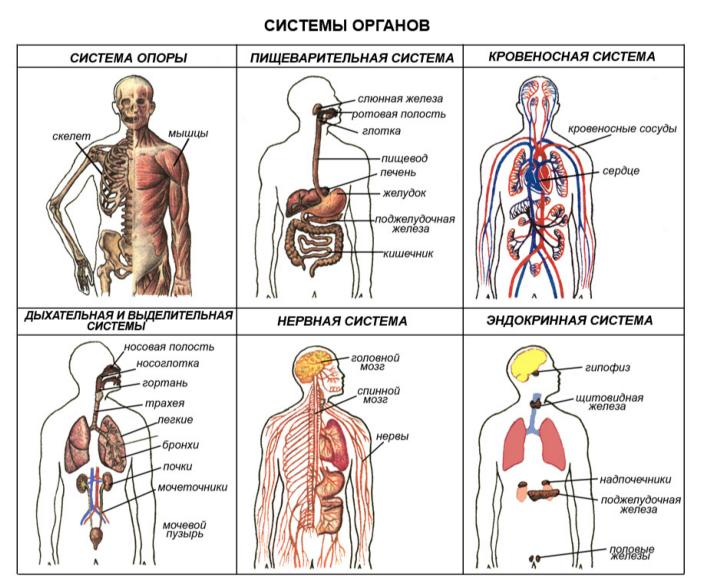 СИСТЕМЫ ОРГАНОВ
СИСТЕМА ОПОРЫ
скелет
мышцы
ПИЩЕВАРИТЕЛЬНАЯ СИСТЕМА
слюнная железа
ротовая полость
глотка
пищевод
печень
желудок
поджелудочная
железа
кишечник
КРОВЕНОСНАЯ СИСТЕМА
кровеносные сосуды
сердце
ДЫХАТЕЛЬНАЯ И ВЫДЕЛИТЕЛЬНАЯ
СИСТЕМЫ
носовая полость
носоглотка
гортань
трахея
легкие
бронхи
почки
мочеточники
мочевой
пузырь
НЕРВНАЯ СИСТЕМА
головной
мозг
спинной
мозг
нервы
ЭНДОКРИННАЯ СИСТЕМА
гипофиз
щитовидная
железа
надпочечники
поджелудочная
железа
половые
железы